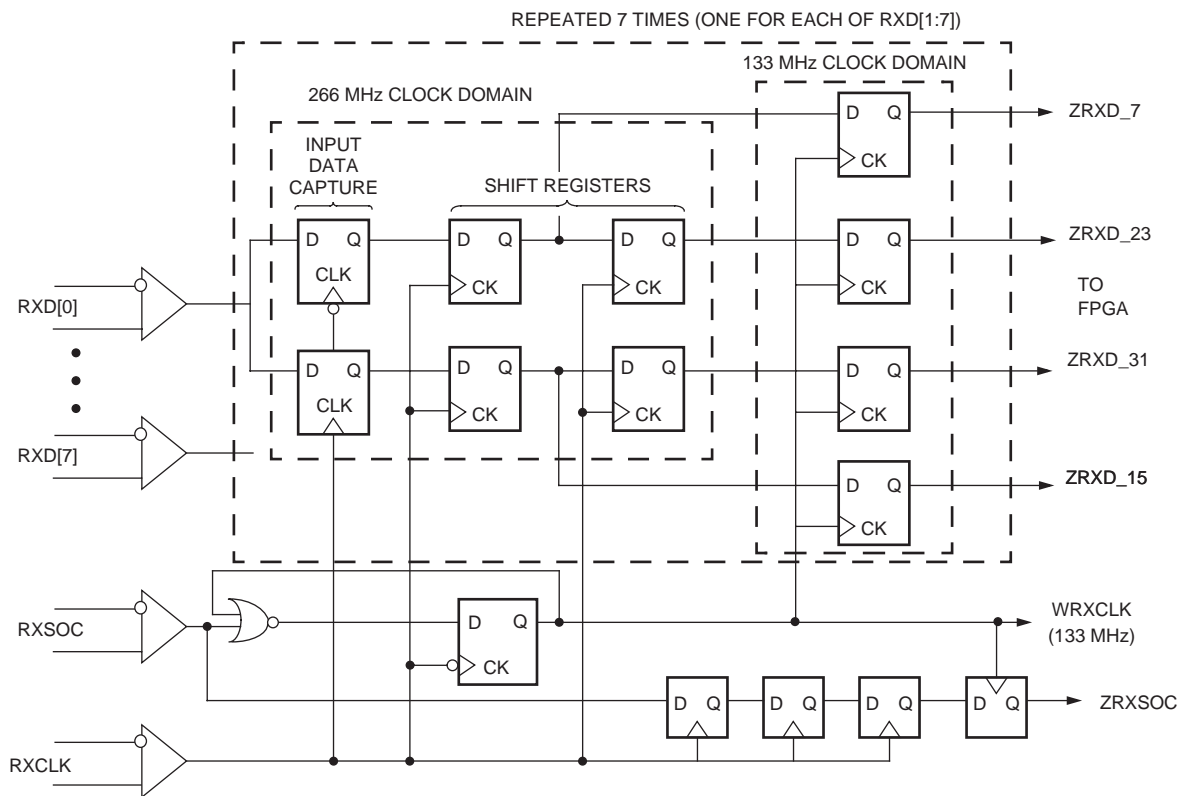 REPEATED 7 TIMES (ONE FOR EACH OF RXD[1:7])
133 MHz CLOCK DOMAIN
266 MHz CLOCK DOMAIN
INPUT
DATA
CAPTURE
SHIFT REGISTERS
D Q
CK
ZRXD_7
D Q
CLK
D Q
CK
D Q
CK
D Q
CK
ZRXD_23
RXD[0]
TO
FPGA
D Q
CLK
D Q
CK
D Q
CK
D Q
CK
ZRXD_31
RXD[7]
D Q
CK
ZRXD_15
RXSOC
D Q
CK
WRXCLK
(133 MHz)
D Q
D Q
D Q
D Q
ZRXSOC
RXCLK